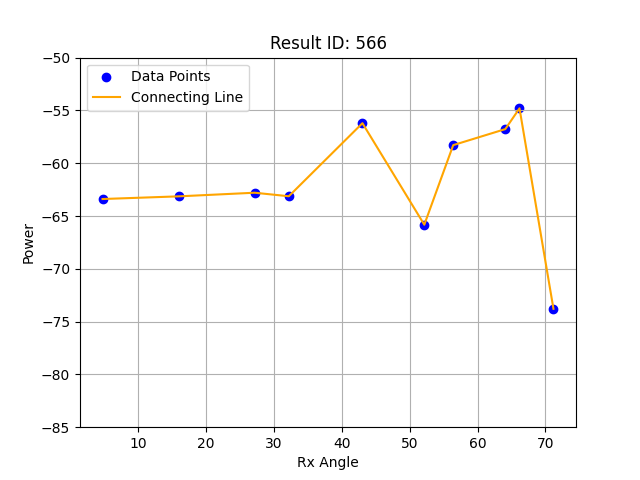 Result ID: 566
Data Points
Connecting Line
−50
−55
−60
−65
−70
−75
−80
−85
Power
10 20 30 40 50 60 70
Rx Angle